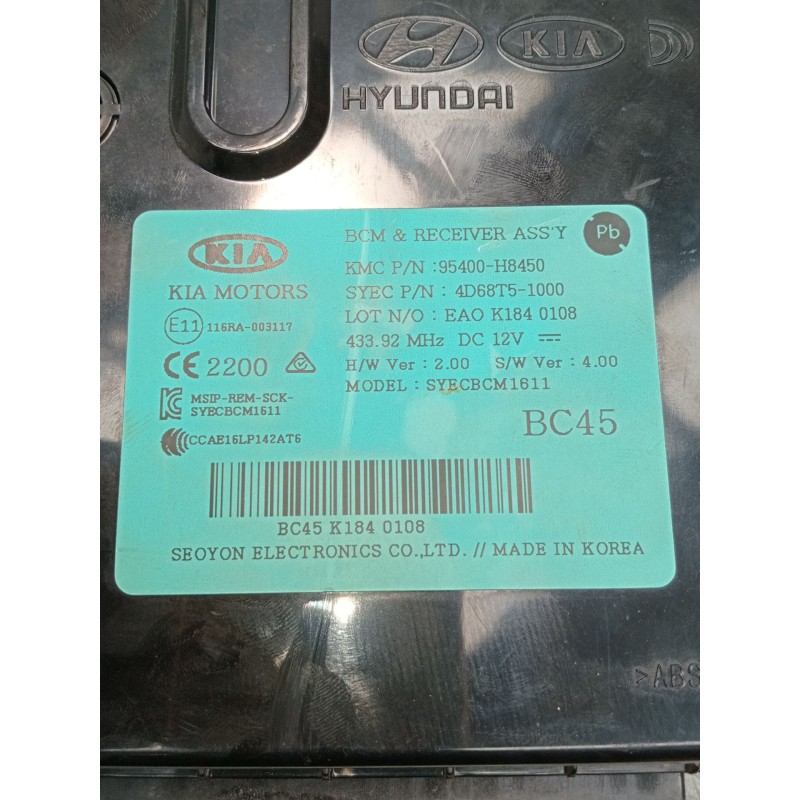 HYUNDAI
KIA
KIA
KIA MOTORS
E11 116RA-003117
CE 2200
MSIP-REM-SCK-
SYECBCM1611
CCAE16LP142AT6
BCM & RECEIVER ASS'Y
Pb
KMC P/N :95400-H8450
SYEC P/N : 4D68T5-1000
LOT N/O : EAO K184 0108
433.92 MHz DC 12V
H/W Ver : 2.00 S/W Ver : 4.00
MODEL : SYECBCM1611
BC45
BC45 K184 0108
SEOYON ELECTRONICS CO.,LTD. // MADE IN KOREA
>ABS